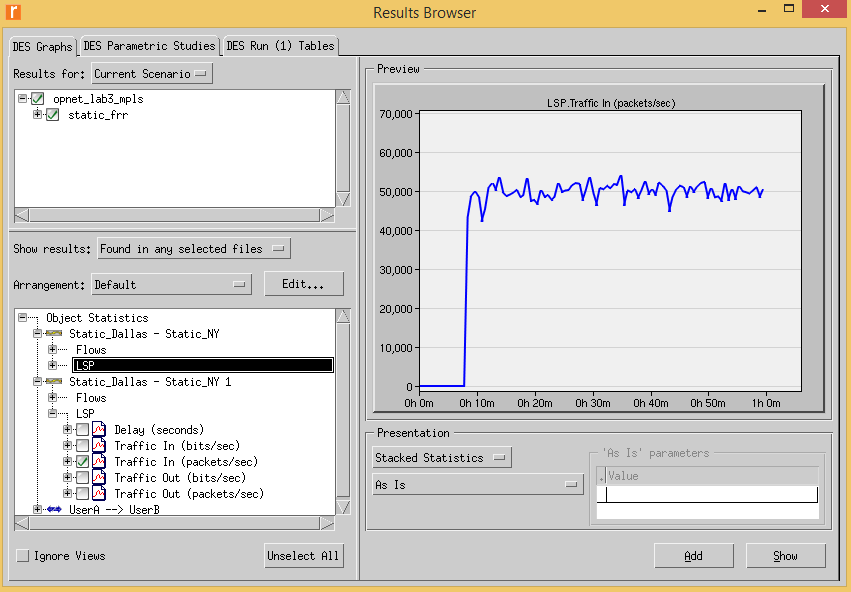 Results Browser
DES Graphs DES Parametric Studies DES Run (1) Tables
Results for: Current Scenario
opnet_lab3_mpls
static_frr
Show results: Found in any selected files
Arrangement: Default Edit...
Object Statistics
Static_Dallas - Static_NY
Flows
LSP
Static_Dallas - Static_NY 1
Flows
LSP
Delay (seconds)
Traffic In (bits/sec)
Traffic In (packets/sec)
Traffic Out (bits/sec)
Traffic Out (packets/sec)
UserA --> UserB
Ignore Views Unselect All
Preview
LSP.Traffic In (packets/sec)
70,000
60,000
50,000
40,000
30,000
20,000
10,000
0
0h 0m 0h 10m 0h 20m 0h 30m 0h 40m 0h 50m 1h 0m
Presentation
Stacked Statistics
As Is
'As Is' parameters
. Value
Add Show